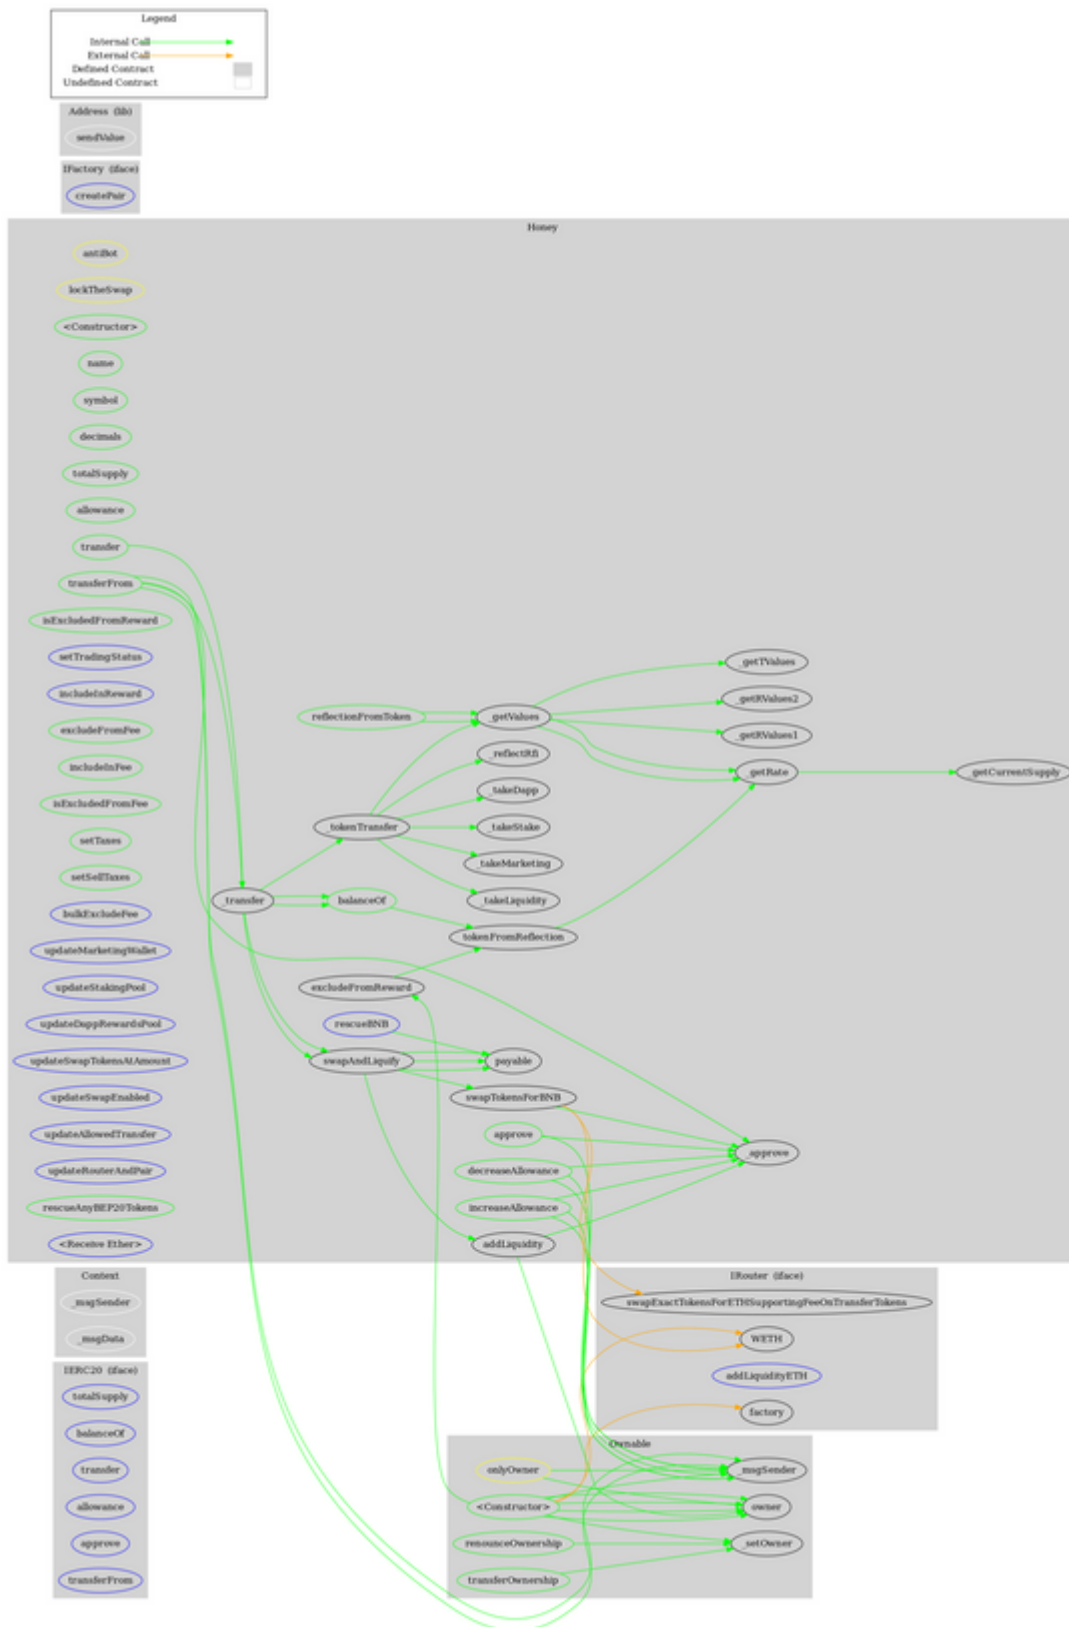 Legend
Internal Call
External Call
Defined Contract
Undefined Contract
Address (lib)
sendValue
IFactory (iface)
createPair
Honey
antiBot
lockTheSwap
<Constructor>
name
symbol
decimals
totalSupply
allowance
transfer
transferFrom
isExcludedFromReward
setTradingStatus
includeInReward
excludeFromFee
includeInFee
isExcludedFromFee
setTaxes
setSellTaxes
bulkExcludeFee
updateMarketingWallet
updateStakingPool
updateDappRewardsPool
updateSwapTokensAtAmount
updateSwapEnabled
updateAllowedTransfer
updateRouterAndPair
rescueAnyBEP20Tokens
<Receive Ether>
_transfer
reflectionFromToken
_tokenTransfer
balanceOf
excludeFromReward
rescueBNB
swapAndLiquify
_getValues
_reflectRfi
_takeDapp
_takeStake
_takeMarketing
_takeLiquidity
tokenFromReflection
payable
swapTokensForBNB
approve
decreaseAllowance
increaseAllowance
addLiquidity
_getTValues
_getRValues2
_getRValues1
_getRate
_getCurrentSupply
_approve
Context
_msgSender
_msgData
IERC20 (iface)
totalSupply
balanceOf
transfer
allowance
approve
transferFrom
IRouter (iface)
swapExactTokensForETHSupportingFeeOnTransferTokens
WETH
addLiquidityETH
factory
Ownable
onlyOwner
<Constructor>
renounceOwnership
transferOwnership
_msgSender
owner
_setOwner